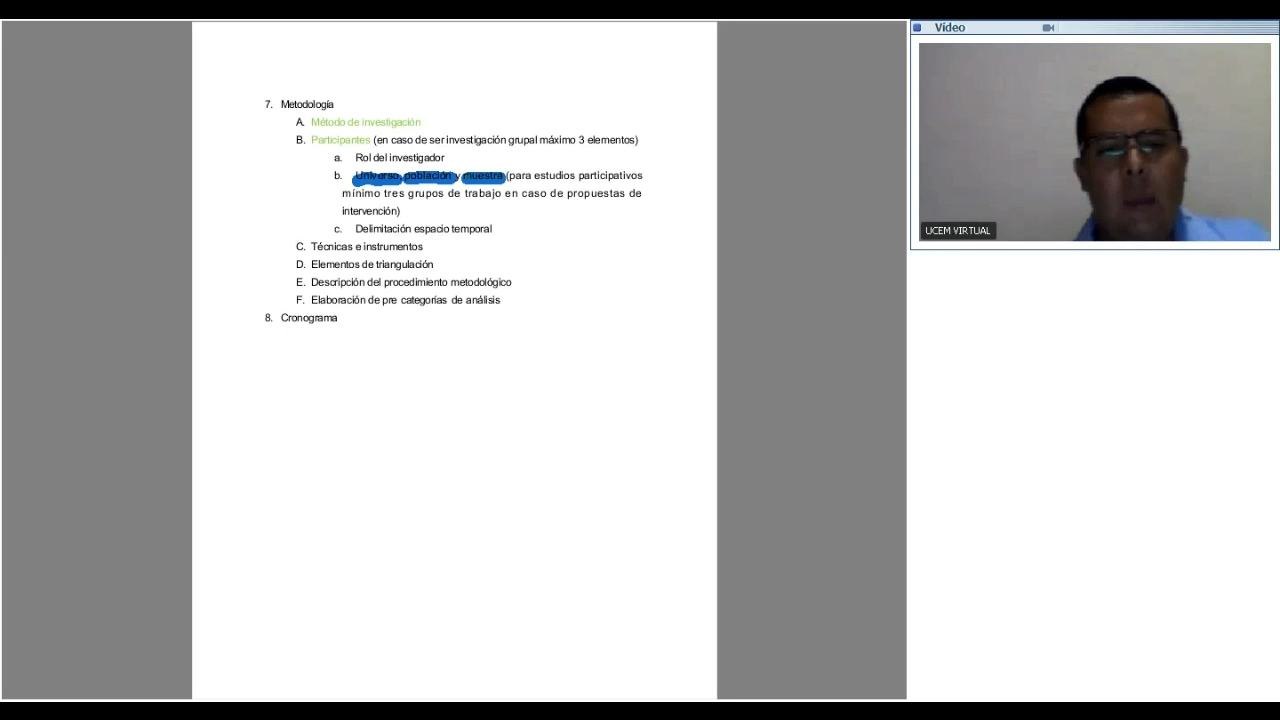 Vídeo
7. Metodología
A. Método de investigación
B. Participantes (en caso de ser investigación grupal máximo 3 elementos)
a. Rol del investigador
b. Universo, población y muestra (para estudios participativos
mínimo tres grupos de trabajo en caso de propuestas de
intervención)
c. Delimitación espacio temporal
C. Técnicas e instrumentos
D. Elementos de triangulación
E. Descripción del procedimiento metodológico
F. Elaboración de pre categorías de análisis
8. Cronograma
UCEM VIRTUAL